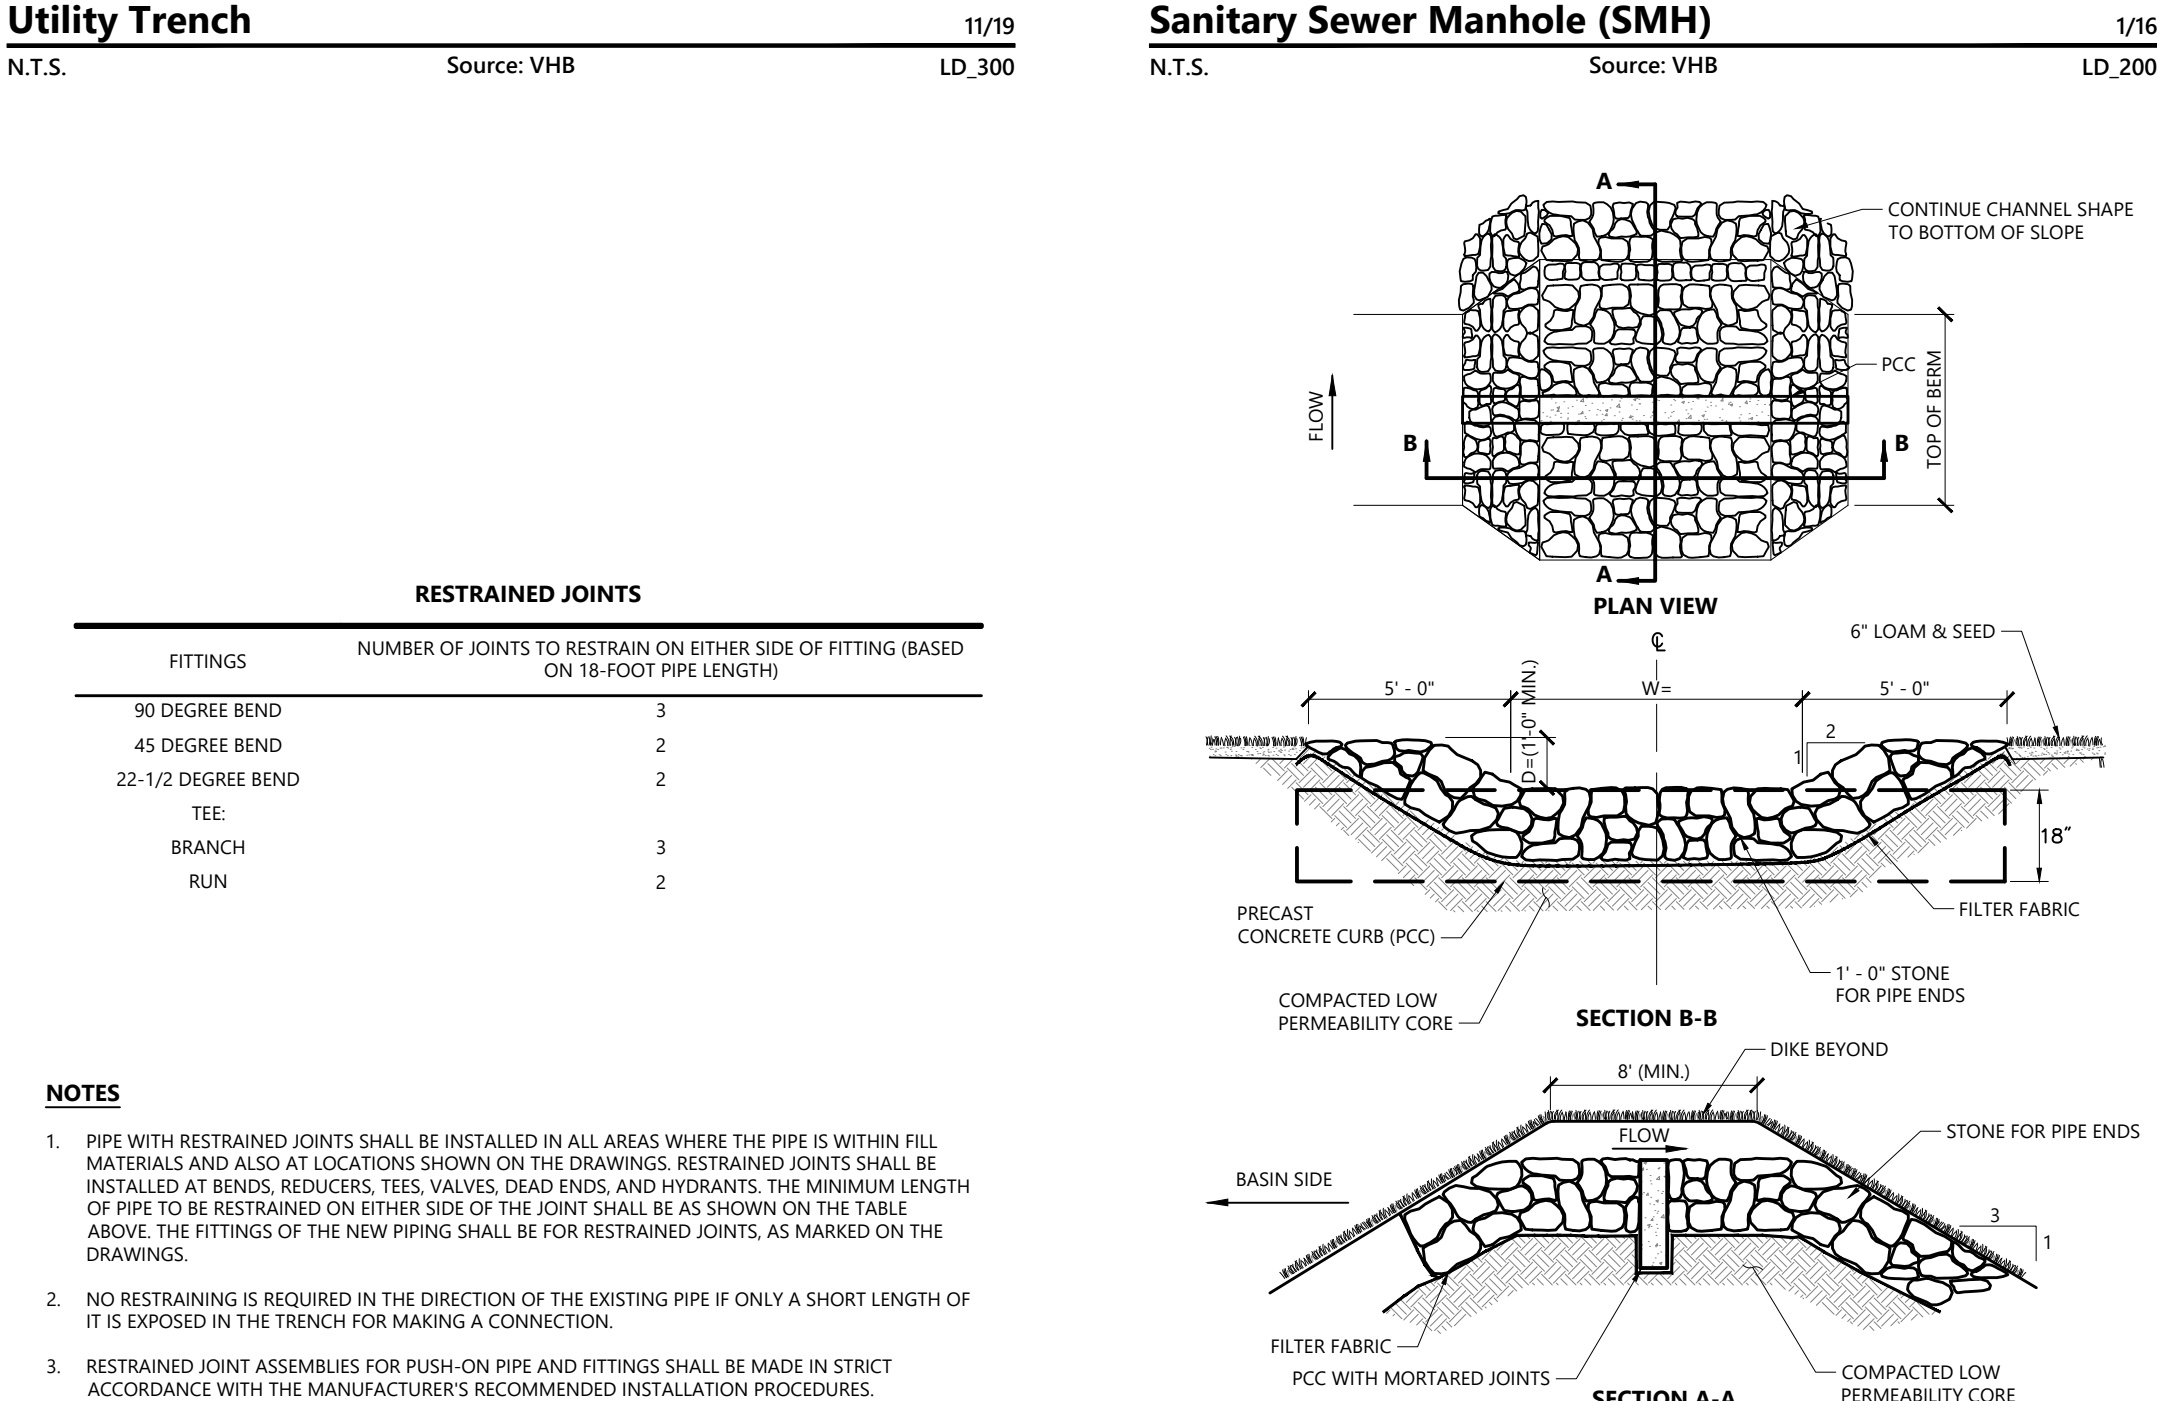 Utility Trench 11/19
N.T.S. Source: VHB LD_300
RESTRAINED JOINTS
FITTINGS
NUMBER OF JOINTS TO RESTRAIN ON EITHER SIDE OF FITTING (BASED
ON 18-FOOT PIPE LENGTH)
90 DEGREE BEND 3
45 DEGREE BEND 2
22-1/2 DEGREE BEND 2
TEE:
BRANCH 3
RUN 2
NOTES
1. PIPE WITH RESTRAINED JOINTS SHALL BE INSTALLED IN ALL AREAS WHERE THE PIPE IS WITHIN FILL
MATERIALS AND ALSO AT LOCATIONS SHOWN ON THE DRAWINGS. RESTRAINED JOINTS SHALL BE
INSTALLED AT BENDS, REDUCERS, TEES, VALVES, DEAD ENDS, AND HYDRANTS. THE MINIMUM LENGTH
OF PIPE TO BE RESTRAINED ON EITHER SIDE OF THE JOINT SHALL BE AS SHOWN ON THE TABLE
ABOVE. THE FITTINGS OF THE NEW PIPING SHALL BE FOR RESTRAINED JOINTS, AS MARKED ON THE
DRAWINGS.
2. NO RESTRAINING IS REQUIRED IN THE DIRECTION OF THE EXISTING PIPE IF ONLY A SHORT LENGTH OF
IT IS EXPOSED IN THE TRENCH FOR MAKING A CONNECTION.
3. RESTRAINED JOINT ASSEMBLIES FOR PUSH-ON PIPE AND FITTINGS SHALL BE MADE IN STRICT
ACCORDANCE WITH THE MANUFACTURER'S RECOMMENDED INSTALLATION PROCEDURES.
Sanitary Sewer Manhole (SMH) 1/16
N.T.S. Source: VHB LD_200
A
CONTINUE CHANNEL SHAPE
TO BOTTOM OF SLOPE
PCC
TOP OF BERM
FLOW
B
B
A
PLAN VIEW
℄
6" LOAM & SEED
5' - 0"
W=
5' - 0"
D=(1'-0" MIN.)
2
1
18"
PRECAST
CONCRETE CURB (PCC)
FILTER FABRIC
1' - 0" STONE
FOR PIPE ENDS
COMPACTED LOW
PERMEABILITY CORE
SECTION B-B
DIKE BEYOND
8' (MIN.)
FLOW
STONE FOR PIPE ENDS
BASIN SIDE
3
1
FILTER FABRIC
PCC WITH MORTARED JOINTS
COMPACTED LOW
PERMEABILITY CORE
SECTION A-A